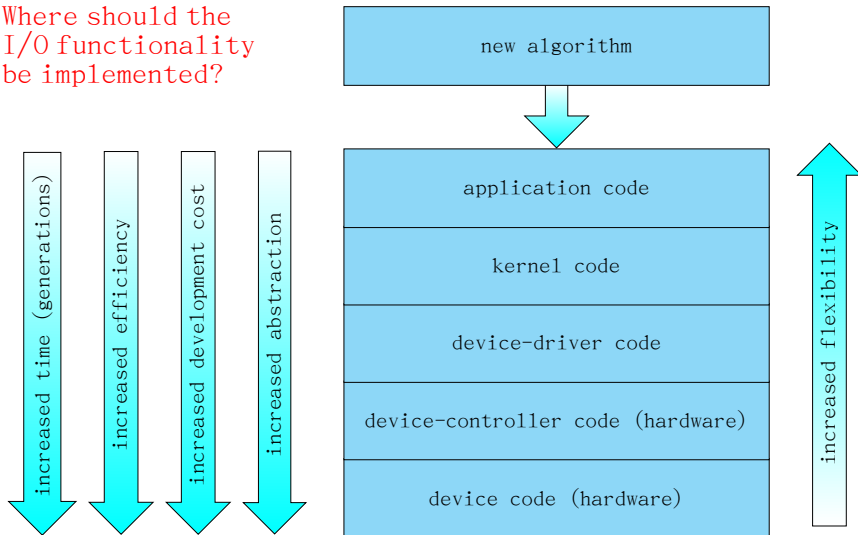 Where should the
I/O functionality
be implemented?
new algorithm
increased time (generations)
increased efficiency
increased development cost
increased abstraction
application code
kernel code
device-driver code
device-controller code (hardware)
device code (hardware)
increased flexibility